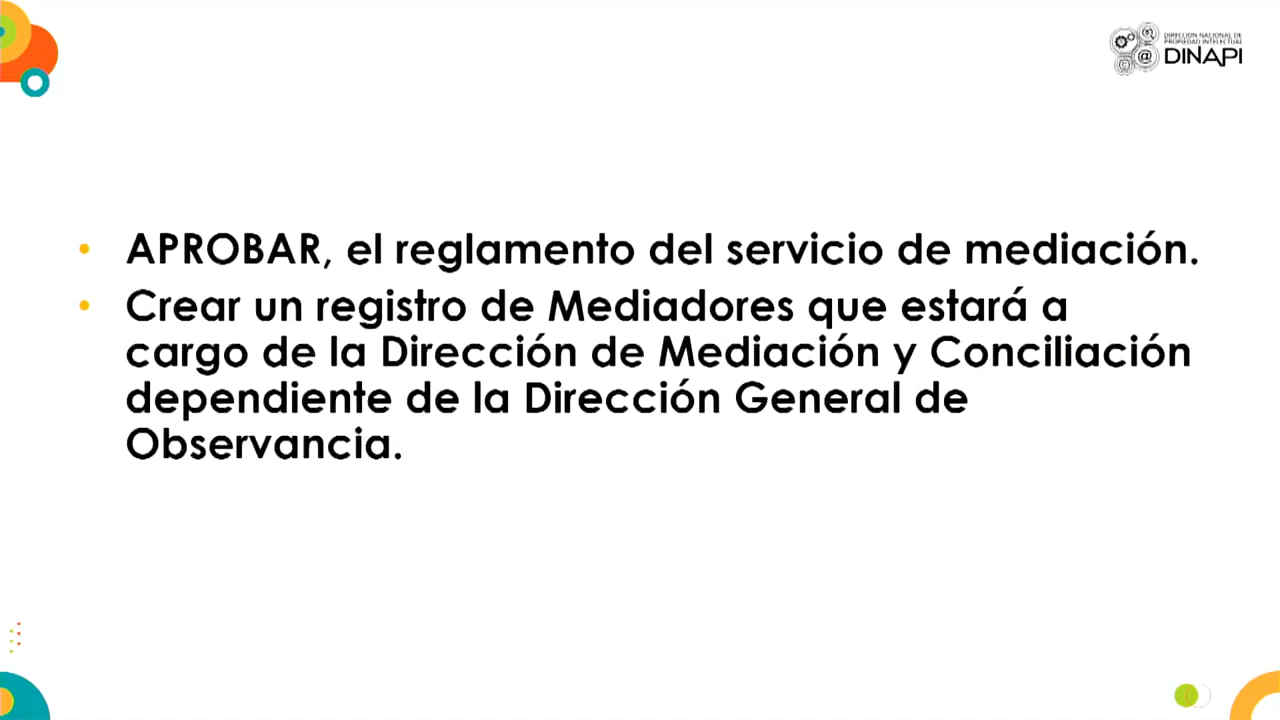 DIRECCIÓN NACIONAL DE
PROPIEDAD INTELECTUAL
DINAPI
• APROBAR, el reglamento del servicio de mediación.
• Crear un registro de Mediadores que estará a
cargo de la Dirección de Mediación y Conciliación
dependiente de la Dirección General de
Observancia.